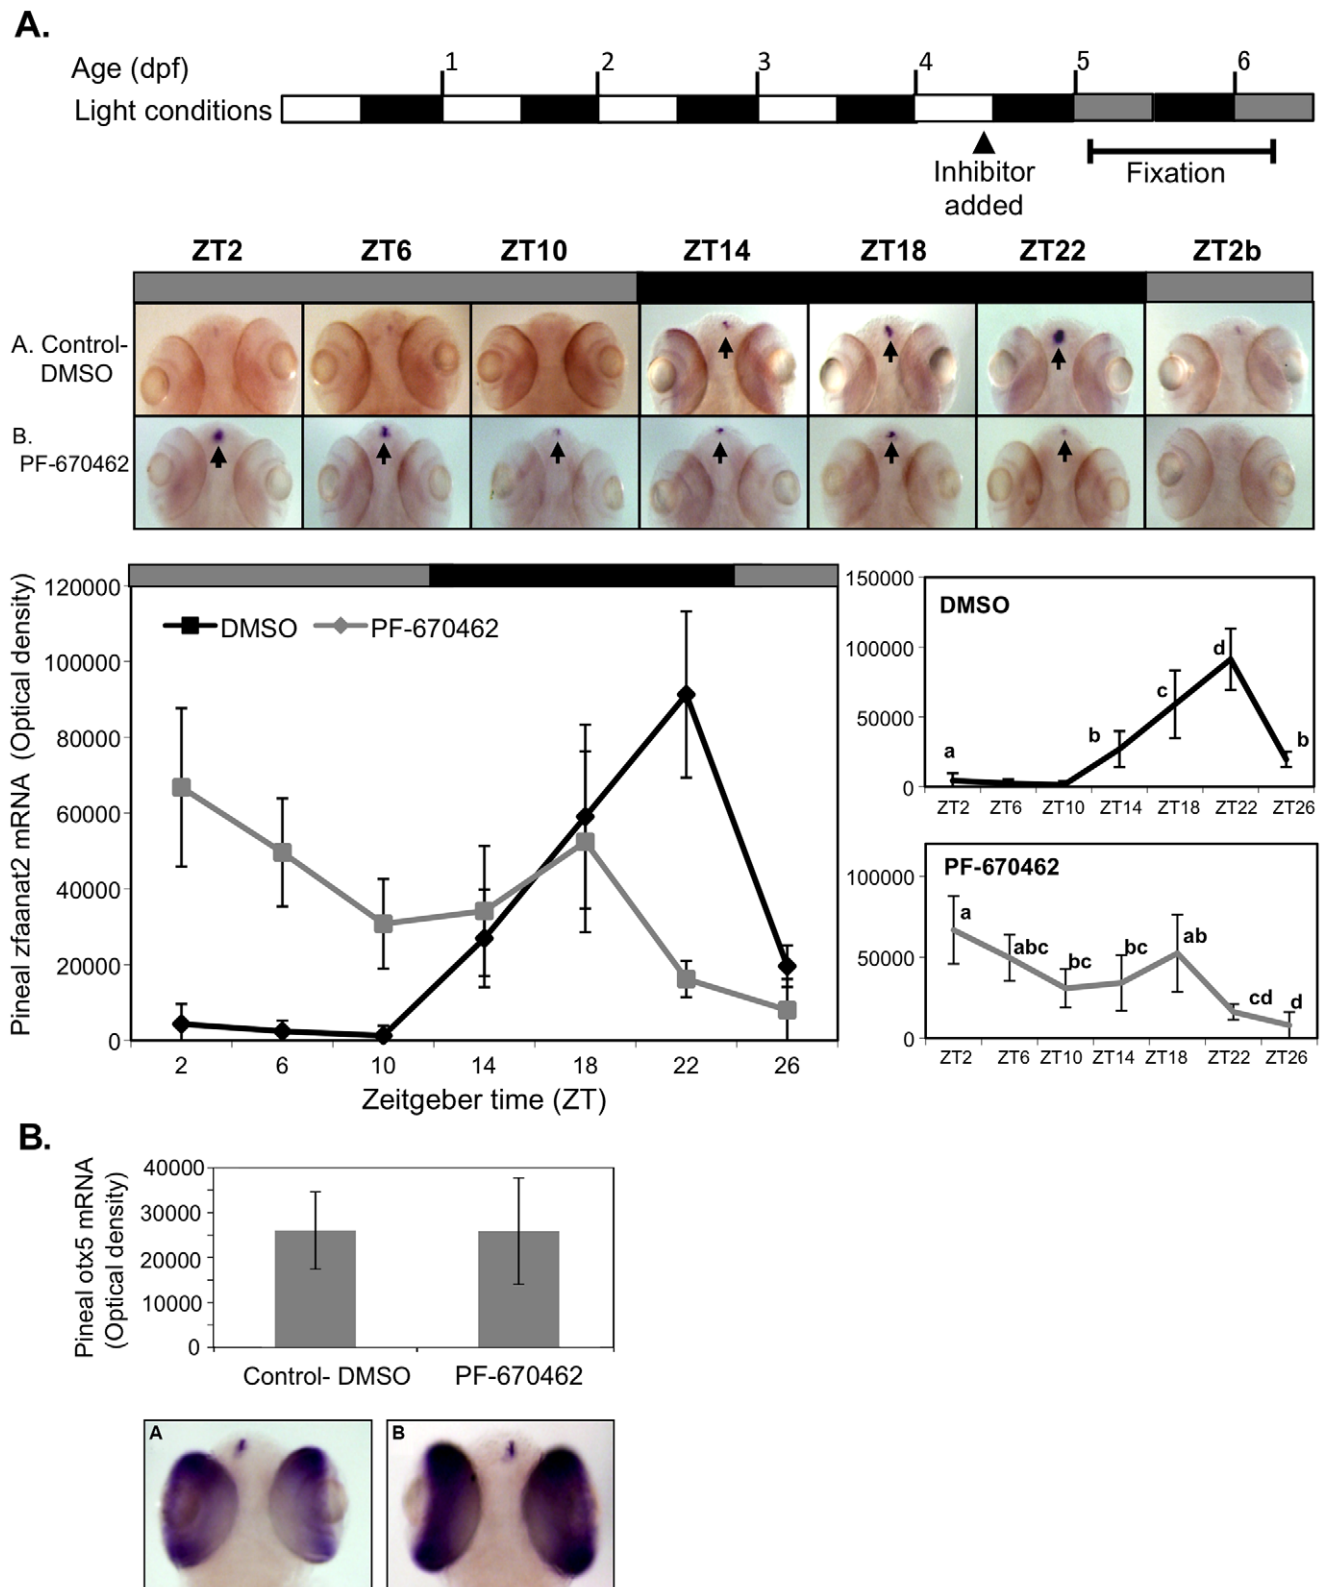 A.
Age (dpf)
1 2 3 4 5 6
Light conditions
Inhibitor
added
Fixation
ZT2 ZT6 ZT10 ZT14 ZT18 ZT22 ZT2b
A. Control-
DMSO
B.
PF-670462
Pineal zfaanat2 mRNA (Optical density)
120000
100000
80000
60000
40000
20000
0
DMSO PF-670462
2 6 10 14 18 22 26
Zeitgeber time (ZT)
150000
100000
50000
0
DMSO
a b c d b
ZT2 ZT6 ZT10 ZT14 ZT18 ZT22 ZT26
100000
50000
0
PF-670462
a abc bc bc ab cd d
ZT2 ZT6 ZT10 ZT14 ZT18 ZT22 ZT26
B.
Pineal otx5 mRNA
(Optical density)
40000
30000
20000
10000
0
Control- DMSO PF-670462
A B